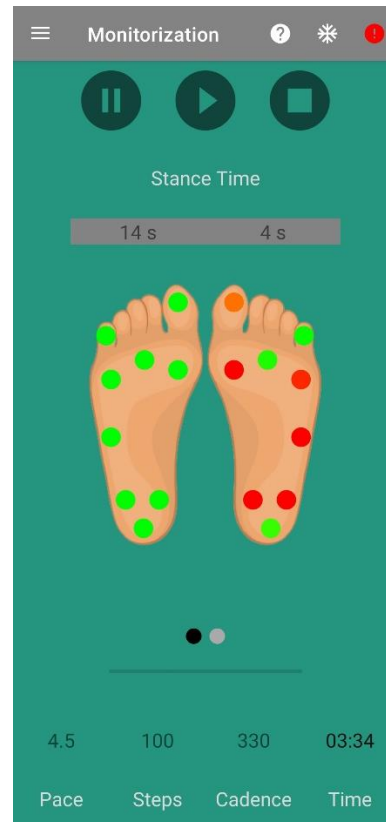 Monitorization
Stance Time
14 s 4 s
4.5 100 330 03:34
Pace Steps Cadence Time